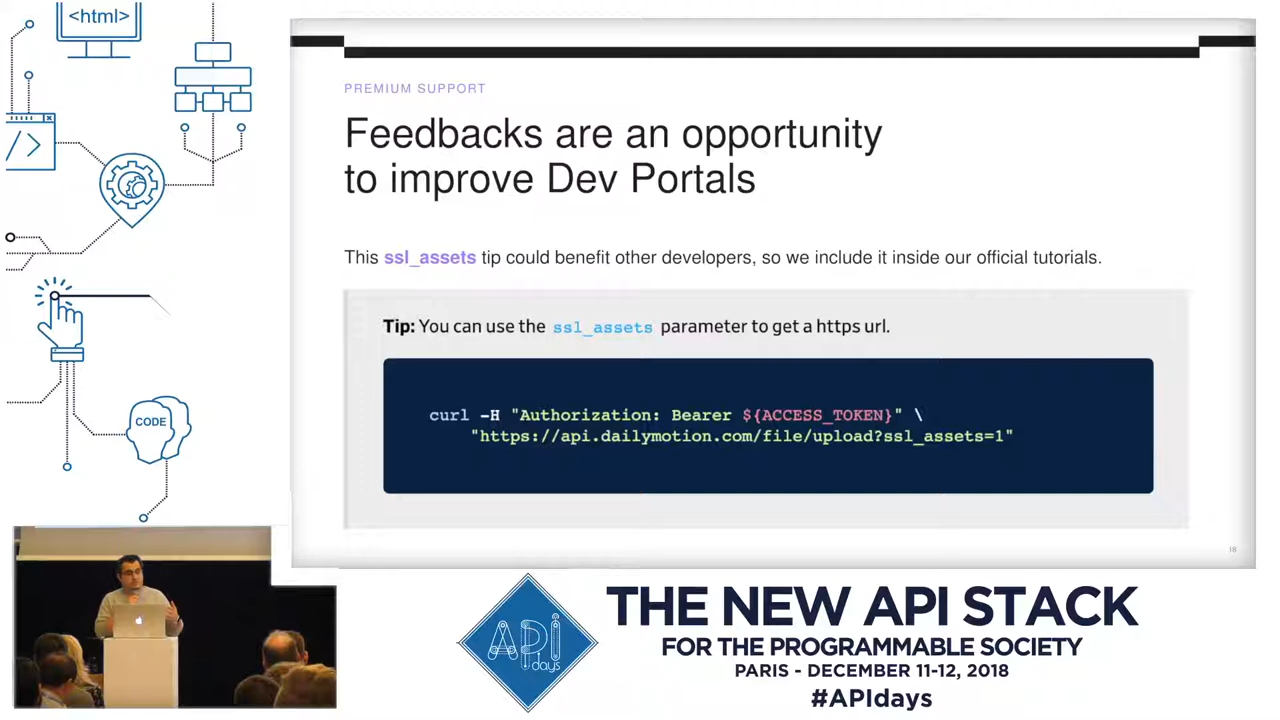 <html>
</>
CODE
PREMIUM SUPPORT
Feedbacks are an opportunity
to improve Dev Portals
This ssl_assets tip could benefit other developers, so we include it inside our official tutorials.
Tip: You can use the ssl_assets parameter to get a https url.
curl -H "Authorization: Bearer ${ACCESS_TOKEN}" \
"https://api.dailymotion.com/file/upload?ssl_assets=1"
18
APi
days
THE NEW API STACK
FOR THE PROGRAMMABLE SOCIETY
PARIS - DECEMBER 11-12, 2018
#APIdays